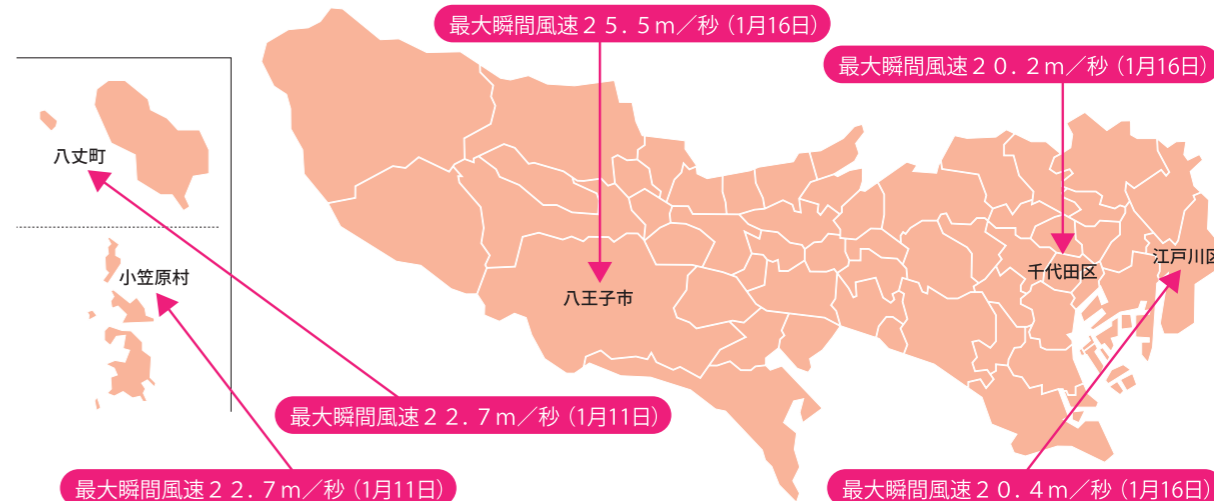 最大瞬間風速２５．５ｍ／秒（1月16日）
最大瞬間風速２０．２ｍ／秒（1月16日）
八丈町
小笠原村
八王子市
千代田区
江戸川区
最大瞬間風速２２．７ｍ／秒（1月11日）
最大瞬間風速２２．７ｍ／秒（1月11日）
最大瞬間風速２０．４ｍ／秒（1月16日）